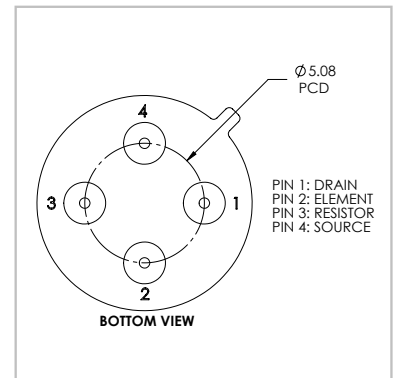 Ø5.08
PCD
4
3
1
2
PIN 1: DRAIN
PIN 2: ELEMENT
PIN 3: RESISTOR
PIN 4: SOURCE
BOTTOM VIEW